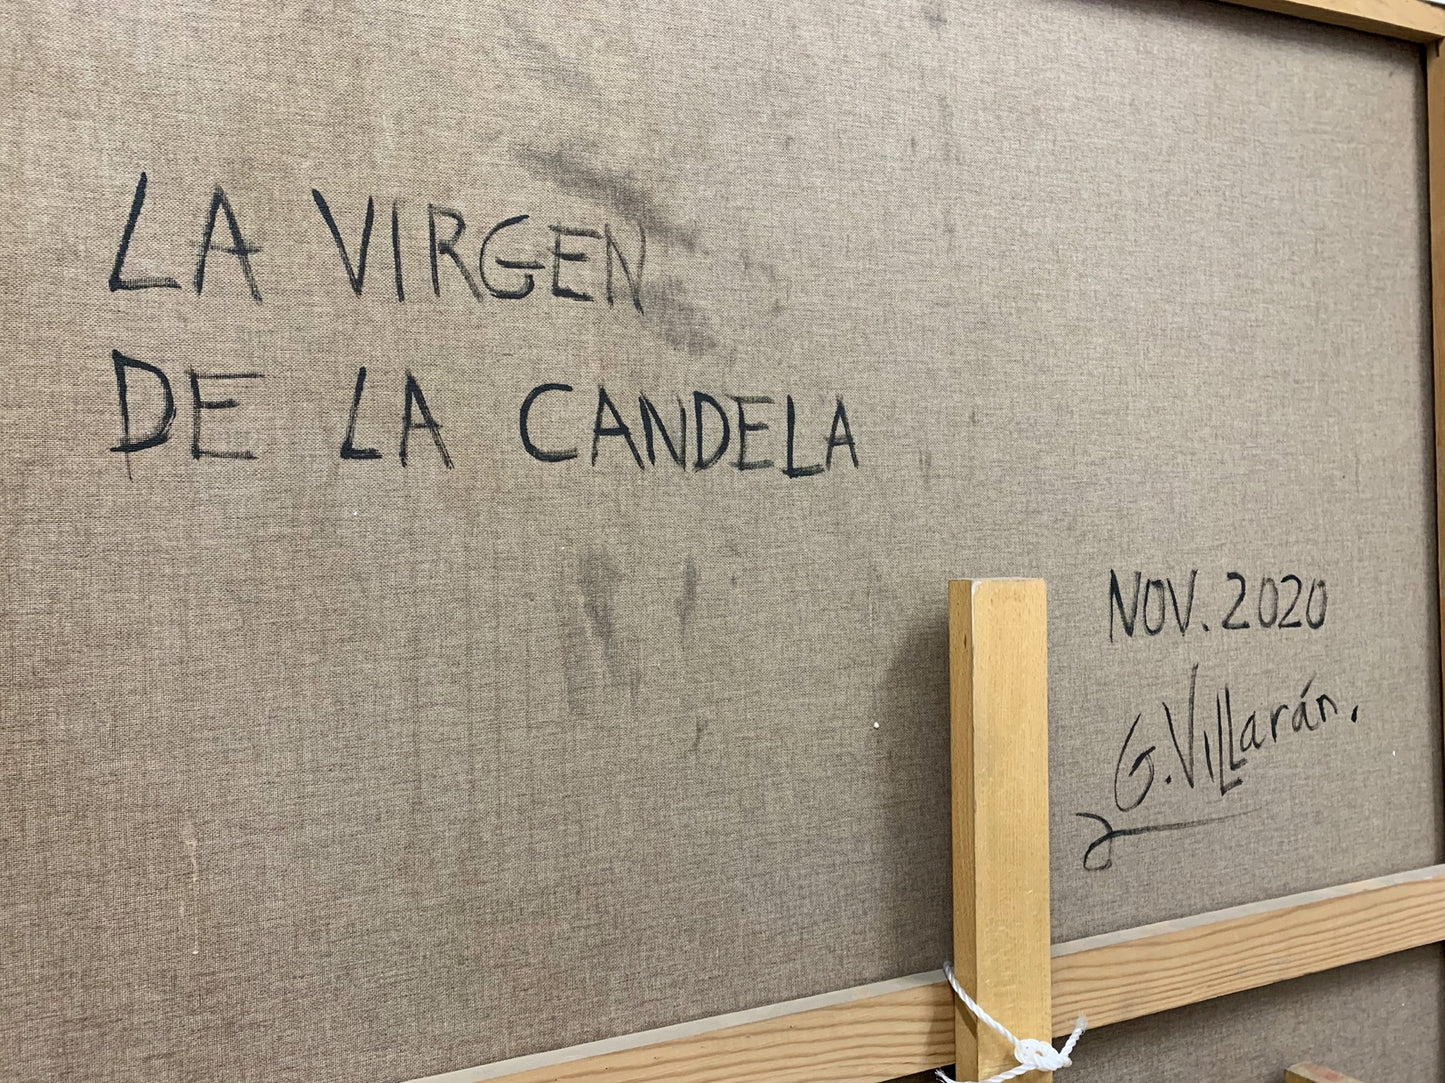 LA VIRGEN
DE LA CANDELA
NOV. 2020
G. Villarán.